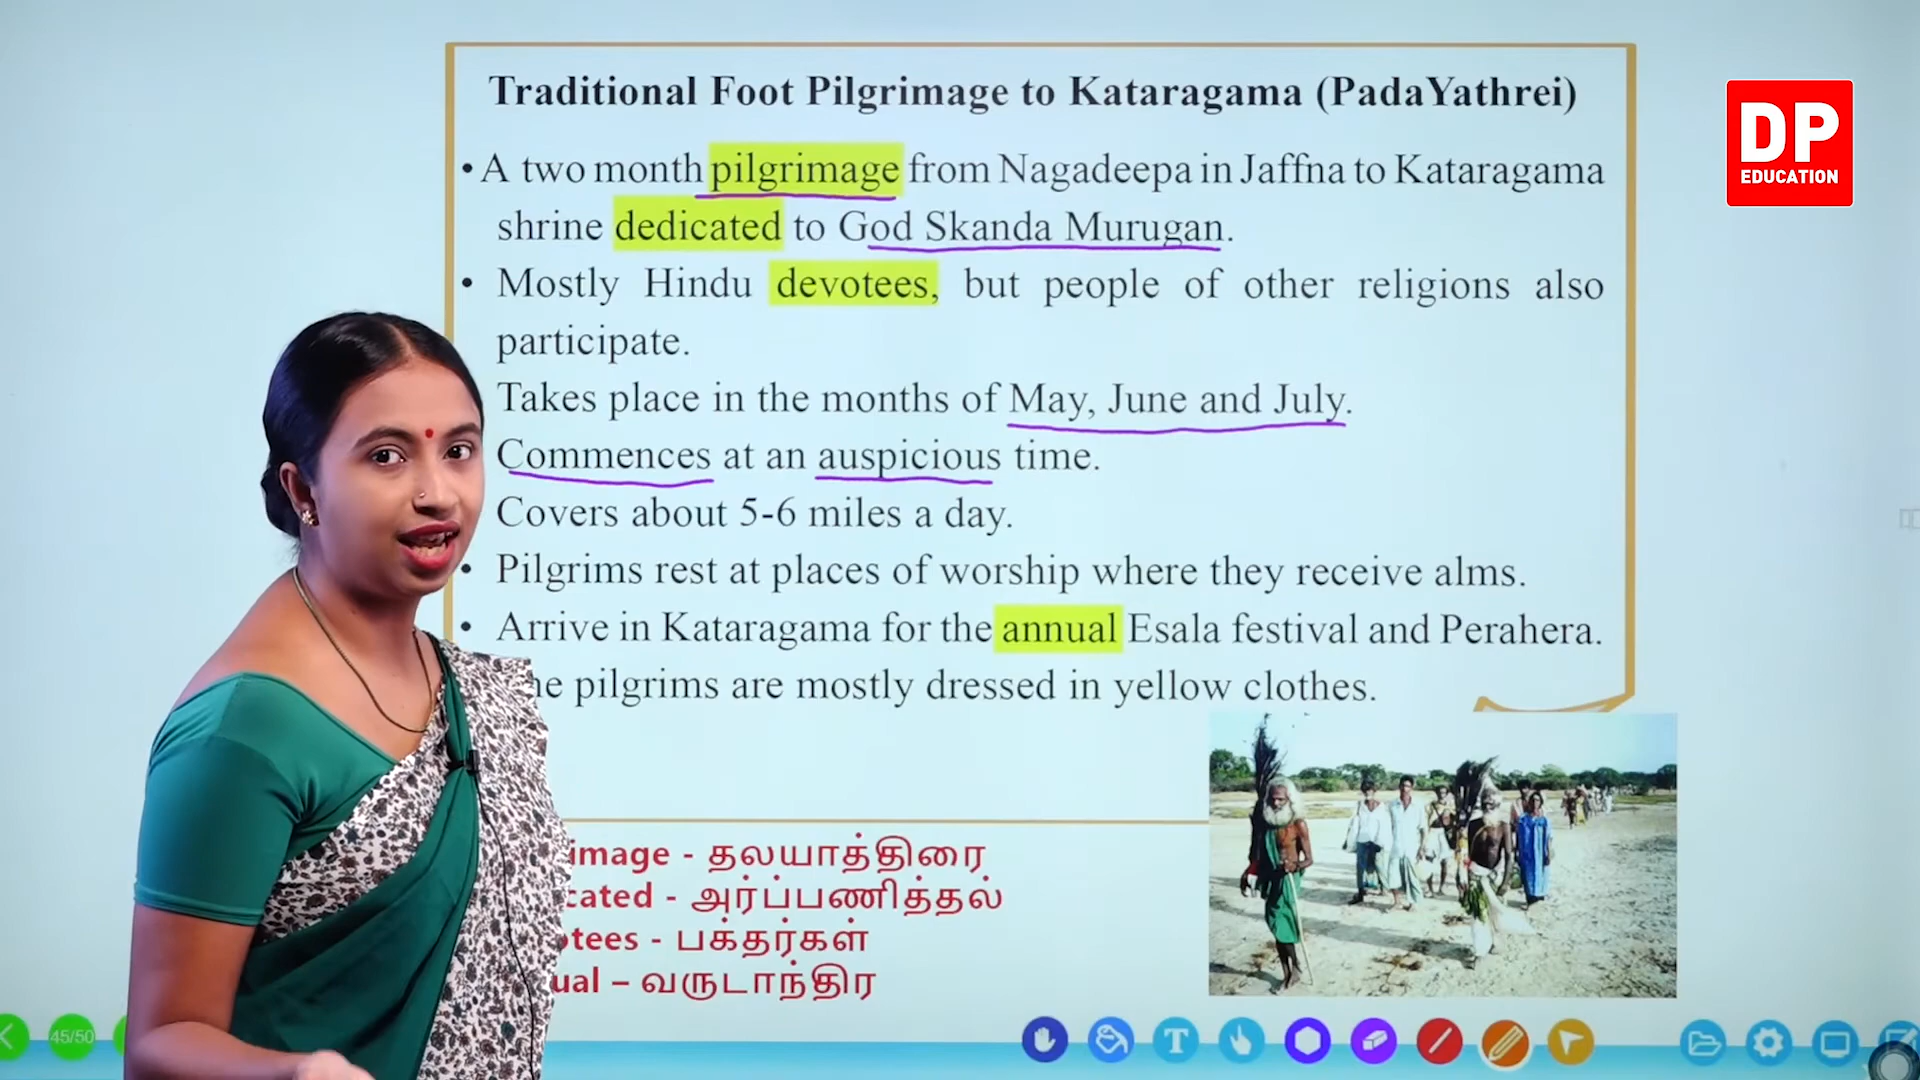 Traditional Foot Pilgrimage to Kataragama (PadaYathrei)
• A two month pilgrimage from Nagadeepa in Jaffna to Kataragama
shrine dedicated to God Skanda Murugan.
• Mostly Hindu devotees, but people of other religions also
participate.
Takes place in the months of May, June and July.
Commences at an auspicious time.
Covers about 5-6 miles a day.
• Pilgrims rest at places of worship where they receive alms.
• Arrive in Kataragama for the annual Esala festival and Perahera.
he pilgrims are mostly dressed in yellow clothes.
image - தலயாத்திரை
cated - அர்ப்பணித்தல்
otees - பக்தர்கள்
ual – வருடாந்திர
DP
EDUCATION
45/50
T